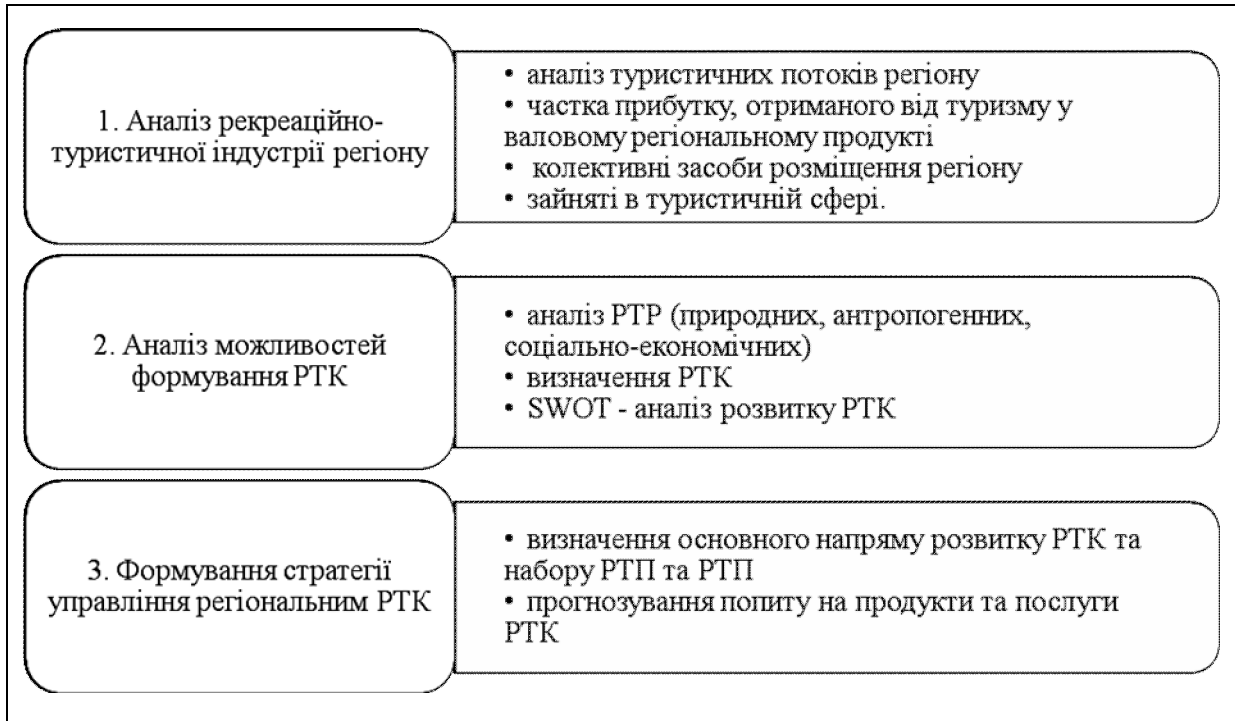 1. Аналіз рекреаційно-
туристичної індустрії регіону
• аналіз туристичних потоків регіону
• частка прибутку, отриманого від туризму у
валовому регіональному продукті
• колективні засоби розміщення регіону
• зайняті в туристичній сфері.
2. Аналіз можливостей
формування РТК
• аналіз РТР (природних, антропогенних,
соціально-економічних)
• визначення РТК
• SWOT - аналіз розвитку РТК
3. Формування стратегії
управління регіональним РТК
• визначення основного напряму розвитку РТК та
набору РТП та РТП
• прогнозування попиту на продукти та послуги
РТК